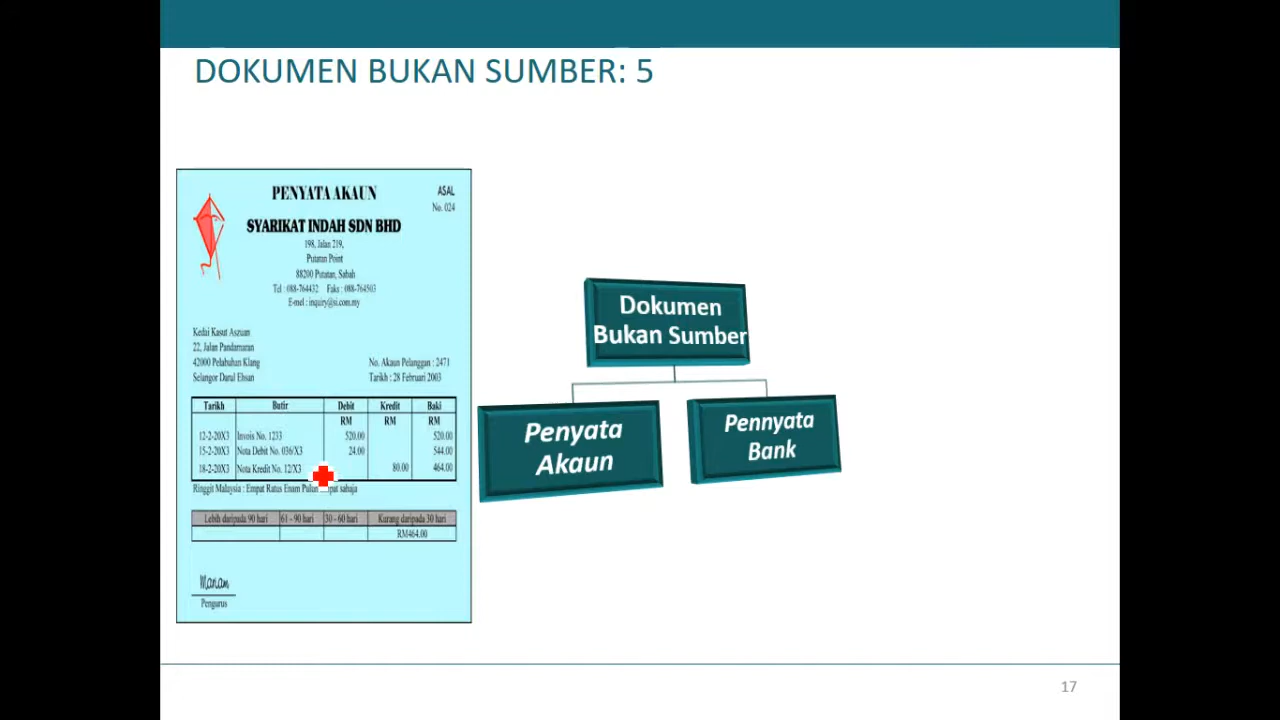 DOKUMEN BUKAN SUMBER: 5
PENYATA AKAUN
ASAL
No. 024
SYARIKAT INDAH SDN BHD
198, Jalan 219,
Putatan Point
88200 Putatan, Sabah
Tel : 088-764432 Faks : 088-764503
E-mel : inquiry@si.com.my
Kedai Kasut Aszuan
22, Jalan Pandamaran
42000 Pelabuhan Klang
Selangor Darul Ehsan
No. Akaun Pelanggan : 2471
Tarikh : 28 Februari 2003
Tarikh Butir Debit Kredit Baki
RM RM RM
12-2-20X3 Invois No. 1233 520.00 520.00
15-2-20X3 Nota Debit No. 036/X3 24.00 544.00
18-2-20X3 Nota Kredit No. 12/X3 80.00 464.00
Ringgit Malaysia : Empat Ratus Enam sahaja
Lebih daripada 90 hari 61 - 90 hari 30 - 60 hari Kurang daripada 30 hari
RM464.00
Pengurus
Dokumen
Bukan Sumber
Penyata
Akaun
Pennyata
Bank
17